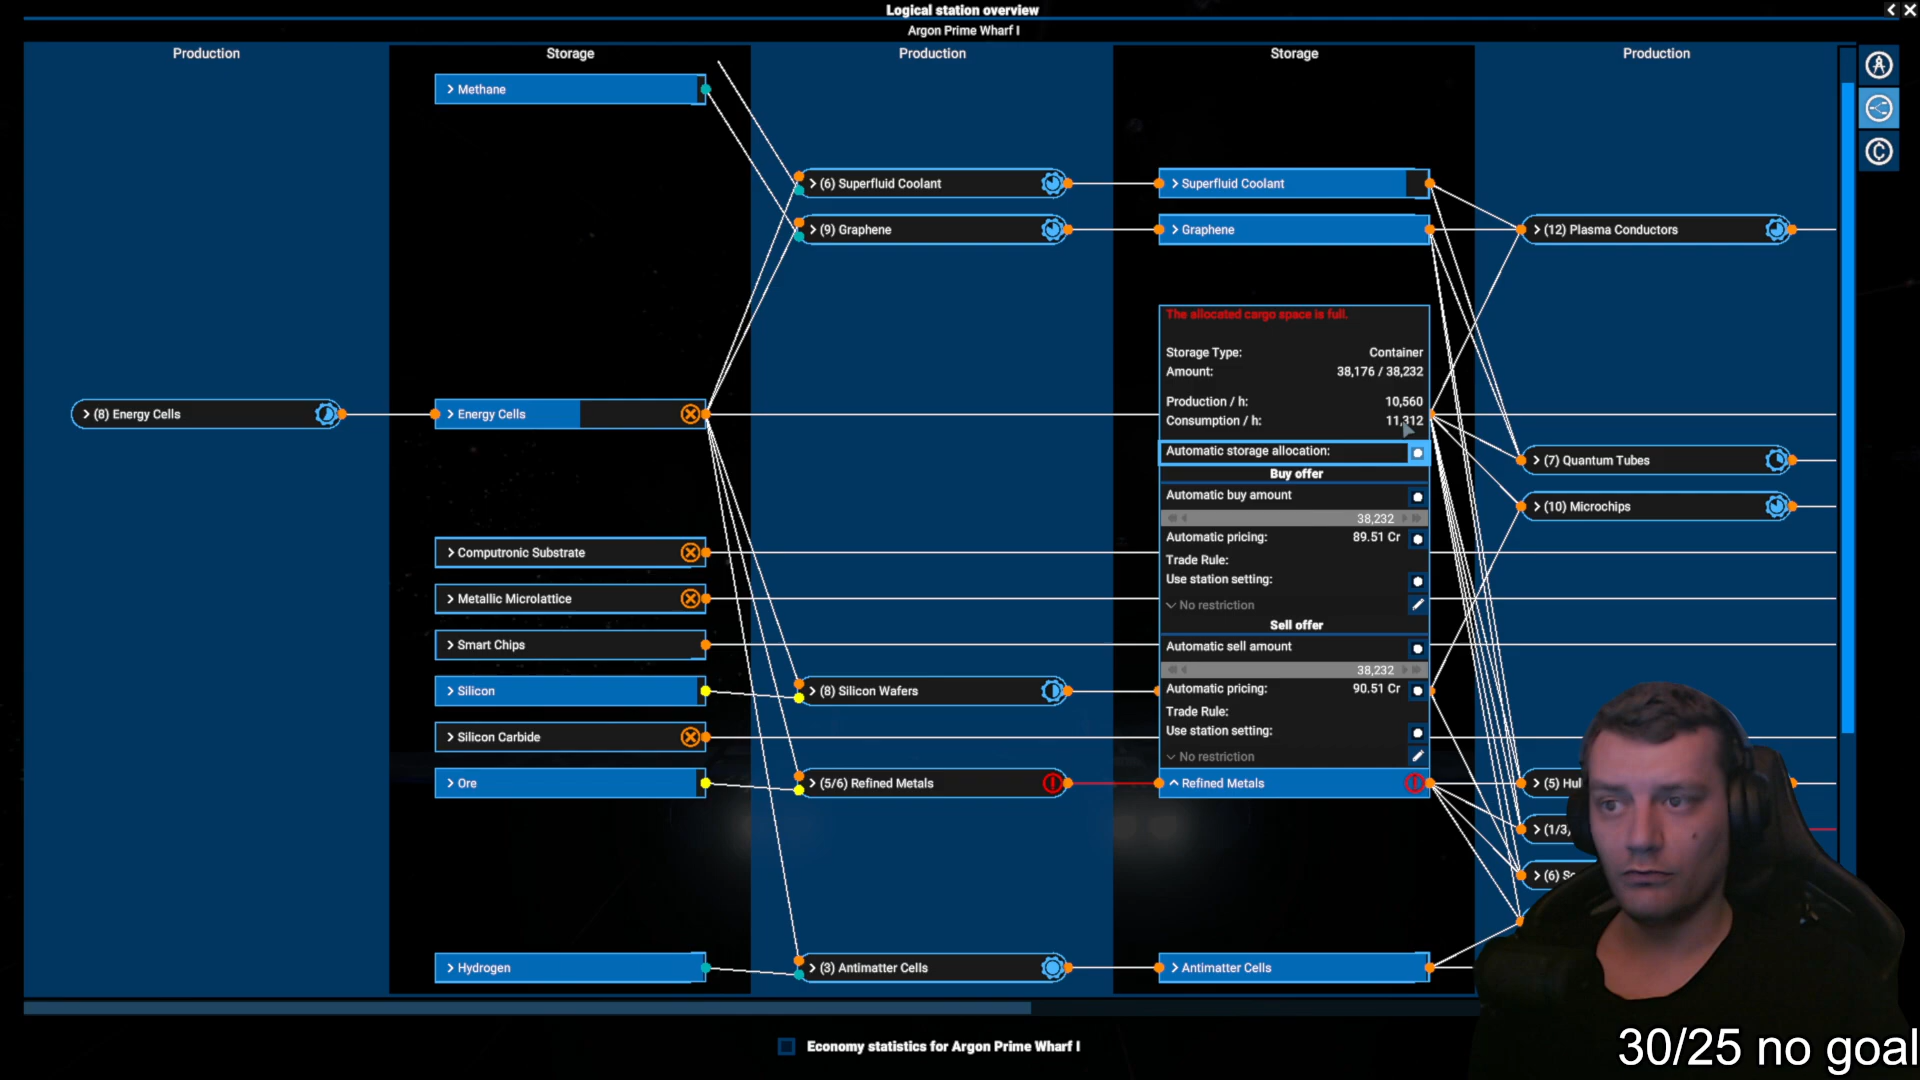 Logical station overview
Argon Prime Wharf I
Production
Storage
Production
Storage
Production
Methane
(6) Superfluid Coolant
Superfluid Coolant
(9) Graphene
Graphene
(12) Plasma Conductors
The allocated cargo space is full.
Storage Type: Container
Amount: 38,176 / 38,232
Production / h: 10,560
Consumption / h: 11,312
(8) Energy Cells
Energy Cells
Automatic storage allocation:
Buy offer
Automatic buy amount
38,232
Automatic pricing: 89.51 Cr
Trade Rule:
Use station setting:
No restriction
Sell offer
Automatic sell amount
38,232
Automatic pricing: 90.51 Cr
Trade Rule:
Use station setting:
No restriction
(7) Quantum Tubes
(10) Microchips
Computronic Substrate
Metallic Microlattice
Smart Chips
Silicon
(8) Silicon Wafers
Silicon Carbide
Ore
(5/6) Refined Metals
Refined Metals
(5) Hul
(1/3)
(6) Sc
Hydrogen
(3) Antimatter Cells
Antimatter Cells
Economy statistics for Argon Prime Wharf I
30/25 no goal